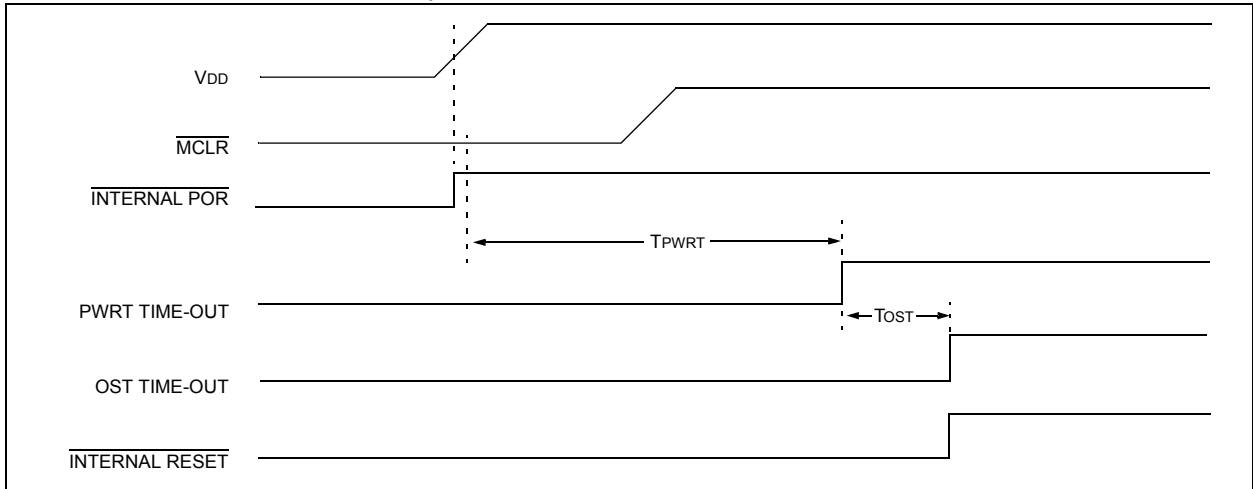 VDD
MCLR
INTERNAL POR
TPWRT
PWRT TIME-OUT
TOST
OST TIME-OUT
INTERNAL RESET